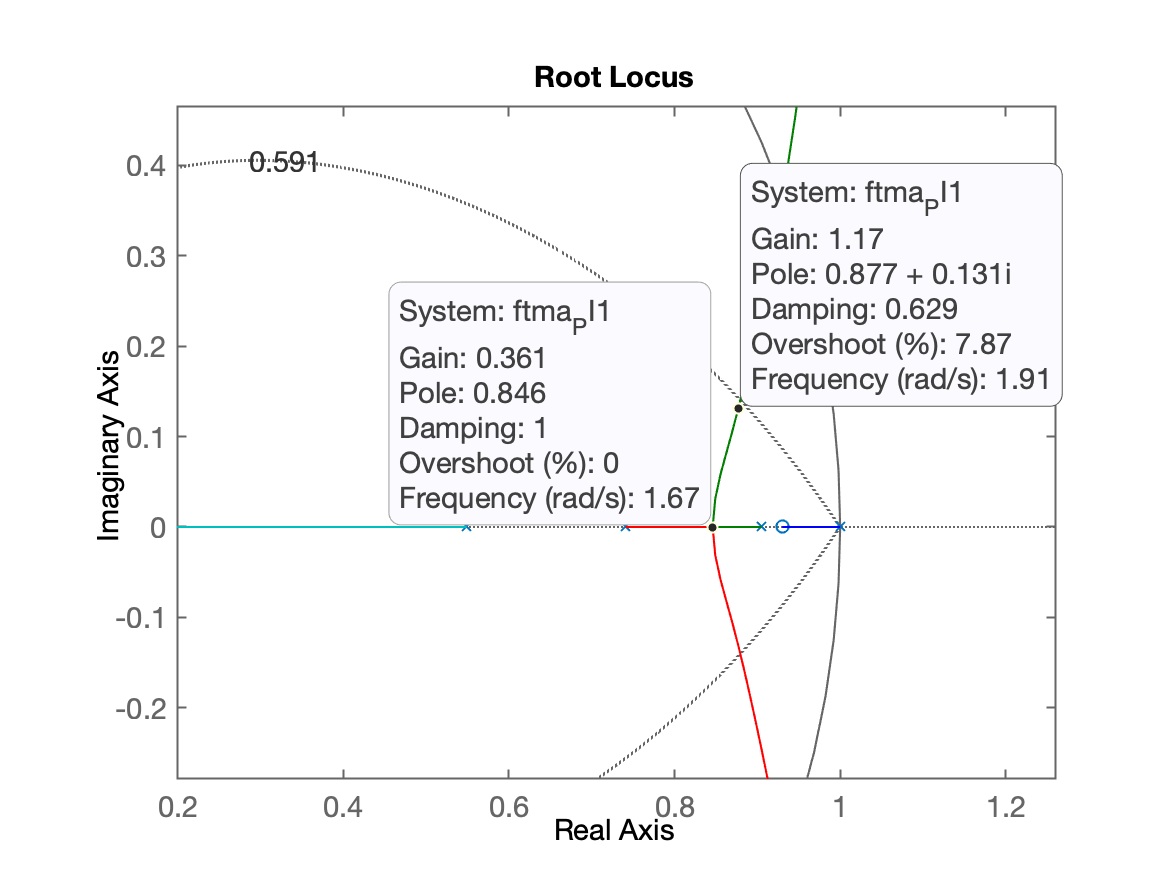 Root Locus
0.591
System: ftma_PI1
Gain: 1.17
Pole: 0.877 + 0.131i
Damping: 0.629
Overshoot (%): 7.87
Frequency (rad/s): 1.91
System: ftma_PI1
Gain: 0.361
Pole: 0.846
Damping: 1
Overshoot (%): 0
Frequency (rad/s): 1.67
Imaginary Axis
0.4
0.3
0.2
0.1
0
-0.1
-0.2
0.2 0.4 0.6 0.8 1 1.2
Real Axis